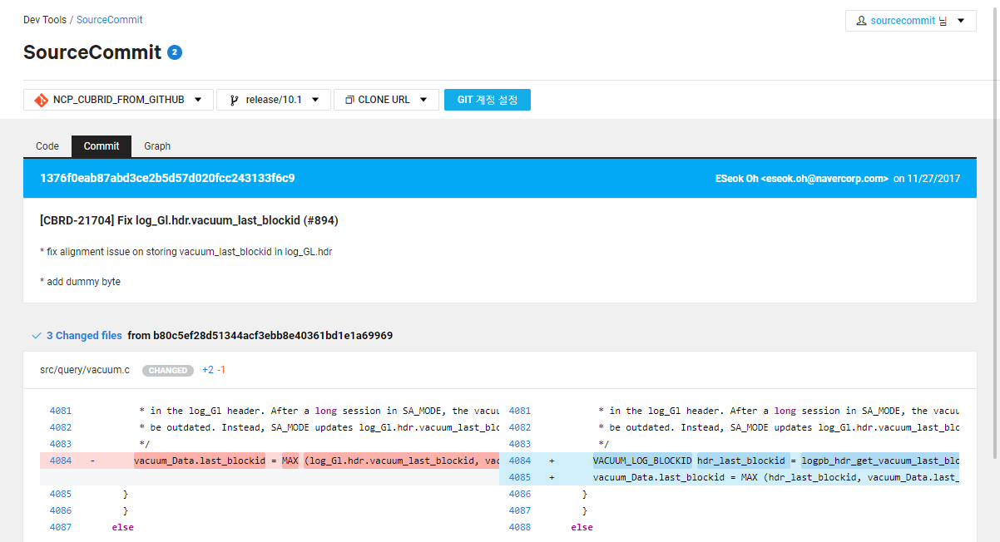 Dev Tools / SourceCommit
sourcecommit 님
SourceCommit 2
NCP_CUBRID_FROM_GITHUB
release/10.1
CLONE URL
GIT 계정 설정
Code
Commit
Graph
1376f0eab87abd3ce2b5d57d020fcc243133f6c9
ESeok Oh <eseok.oh@navercorp.com> on 11/27/2017
[CBRD-21704] Fix log_Gl.hdr.vacuum_last_blockid (#894)
* fix alignment issue on storing vacuum_last_blockid in log_GL.hdr
* add dummy byte
3 Changed files from b80c5ef28d51344acf3ebb8e40361bd1e1a69969
src/query/vacuum.c CHANGED +2 -1
4081 * in the log_Gl header. After a long session in SA_MODE, the vacuu
4082 * be outdated. Instead, SA_MODE updates log_Gl.hdr.vacuum_last_blo
4083 */
4084 - vacuum_Data.last_blockid = MAX (log_Gl.hdr.vacuum_last_blockid, vac
4085 }
4086 }
4087 else
4081 * in the log_Gl header. After a long session in SA_MODE, the vacuu
4082 * be outdated. Instead, SA_MODE updates log_Gl.hdr.vacuum_last_blo
4083 */
4084 + VACUUM_LOG_BLOCKID hdr_last_blockid = logpb_hdr_get_vacuum_last_blo
4085 + vacuum_Data.last_blockid = MAX (hdr_last_blockid, vacuum_Data.last_
4086 }
4087 }
4088 else